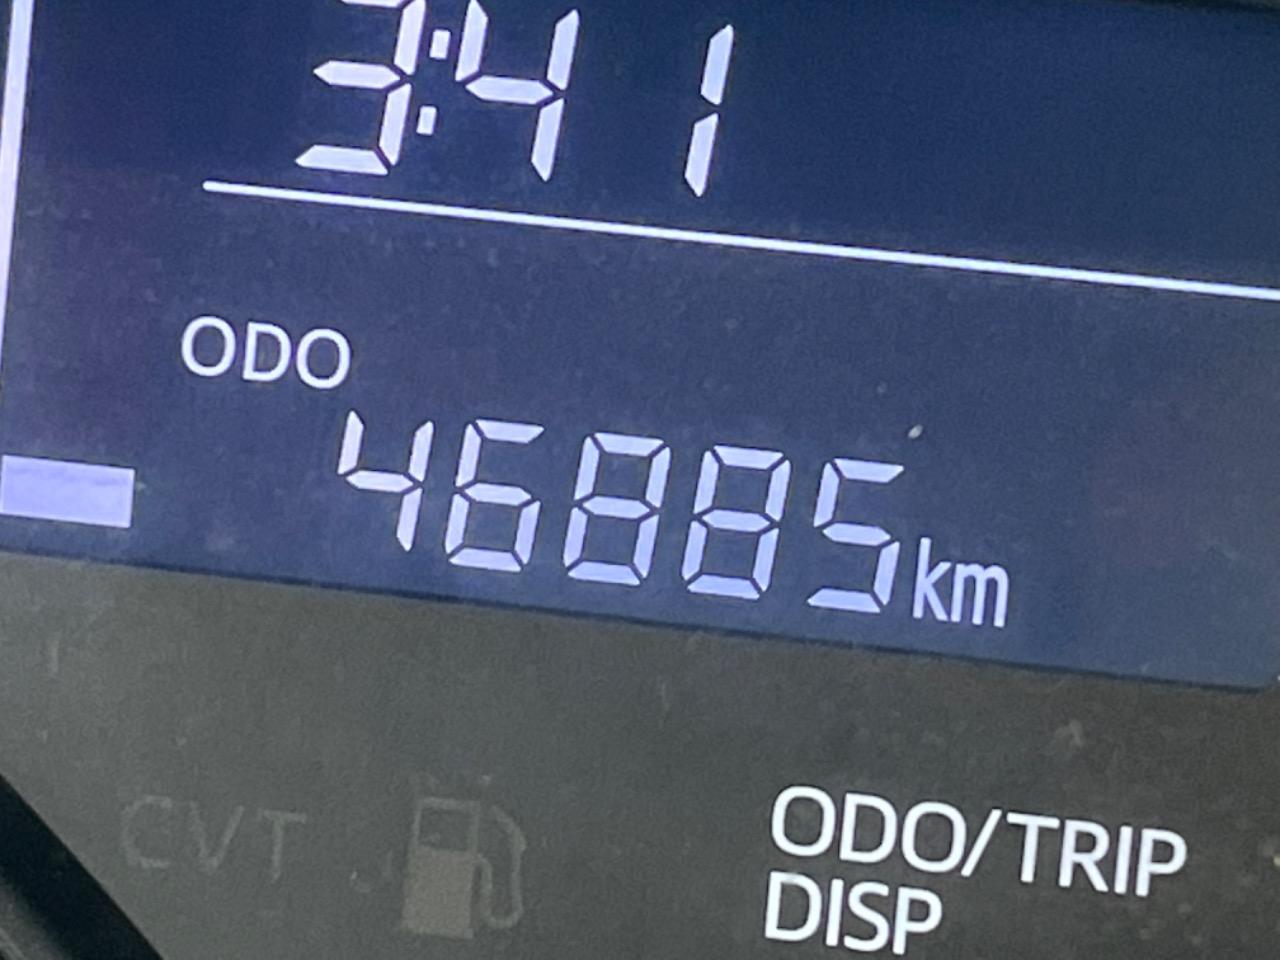 3:41
ODO
46885km
CVT
ODO/TRIP
DISP